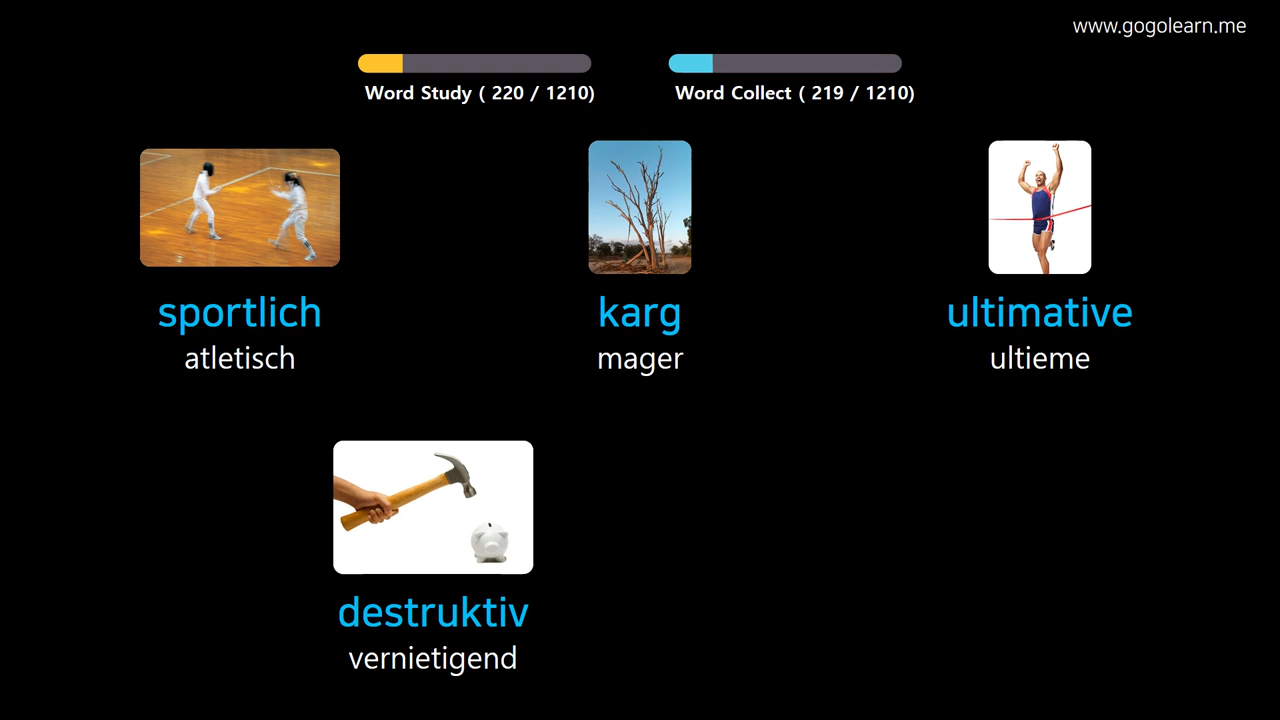 www.gogolearn.me
Word Study ( 220 / 1210)
Word Collect ( 219 / 1210)
sportlich
atletisch
karg
mager
ultimative
ultieme
destruktiv
vernietigend